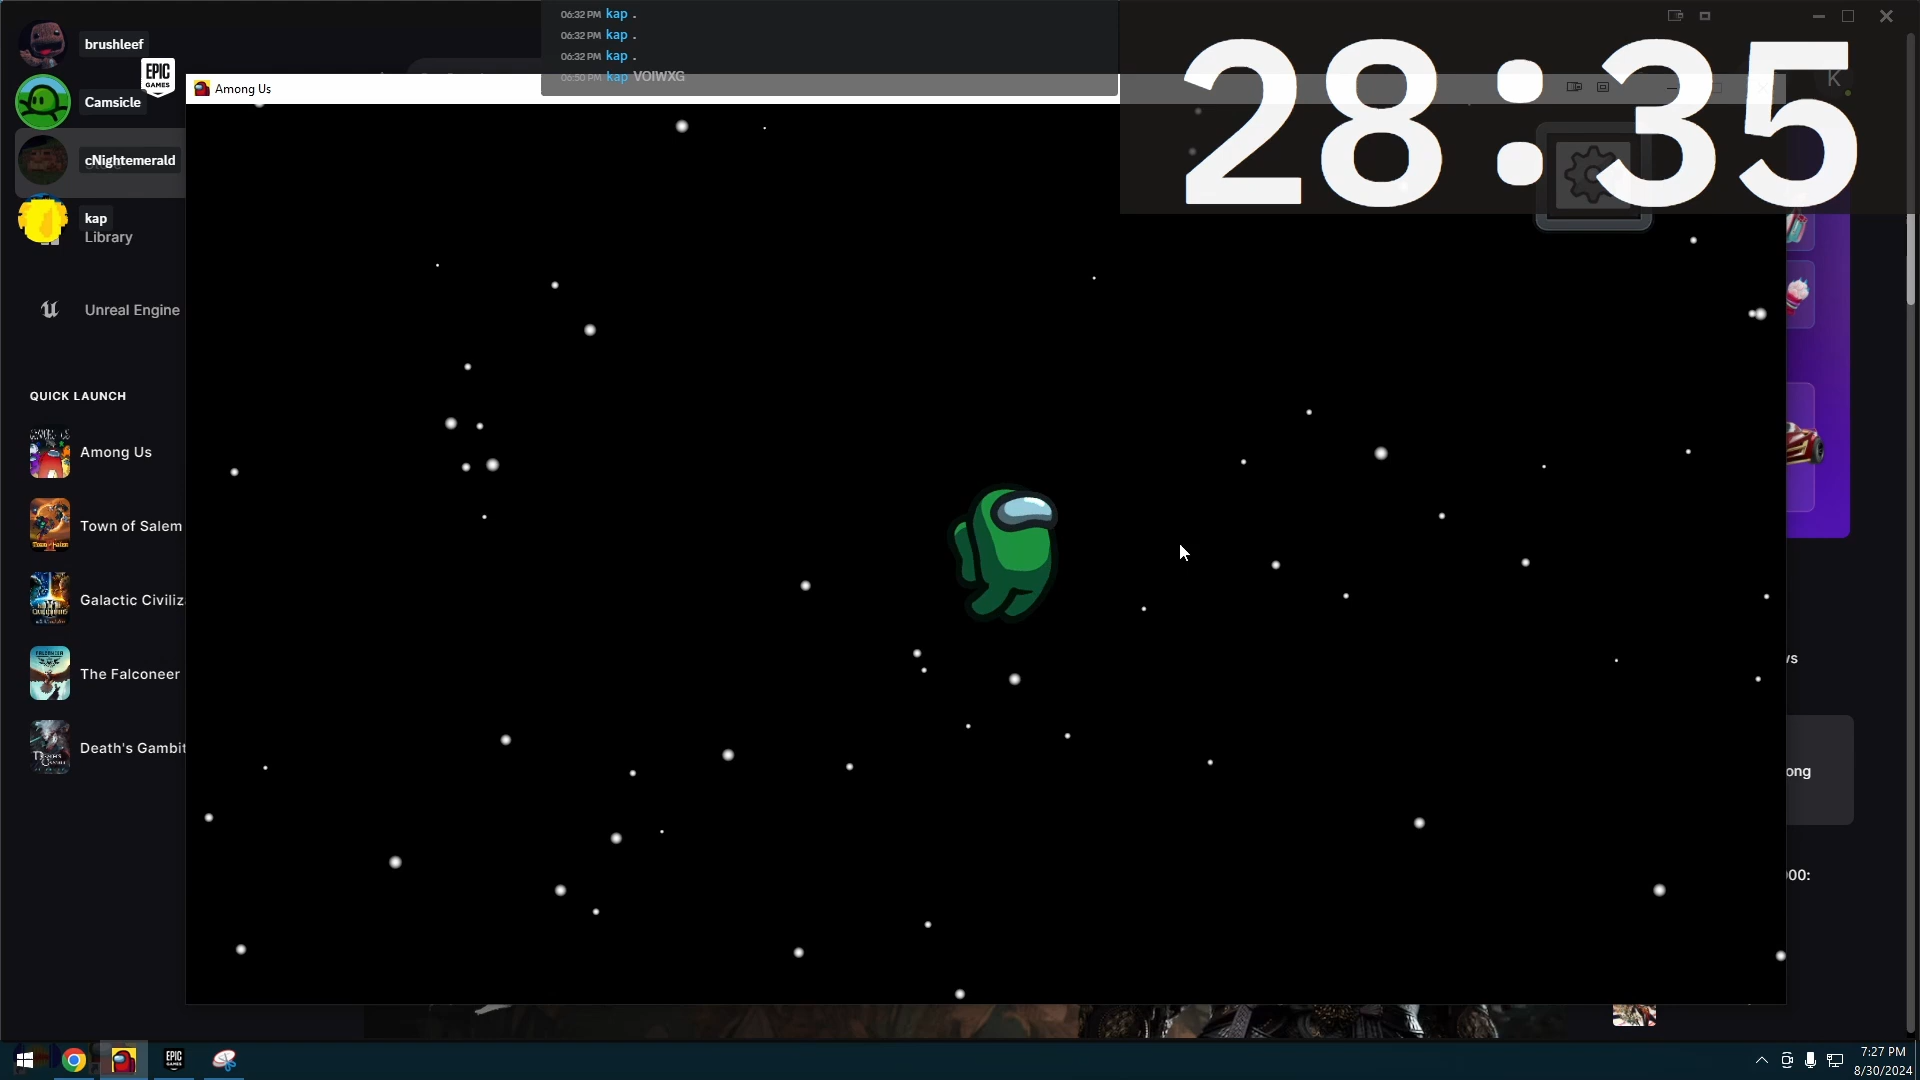 brushleef
Camsicle
EPIC
GAMES
cNightemerald
kap
Library
Unreal Engine
QUICK LAUNCH
Among Us
Town of Salem
Galactic Civiliz
The Falconeer
Death's Gambit
06:32 PM kap .
06:32 PM kap .
06:32 PM kap .
06:50 PM kap VOIWXG
Among Us
28:35
K
ong
00:
EPIC
GAMES
7:27 PM
8/30/2024